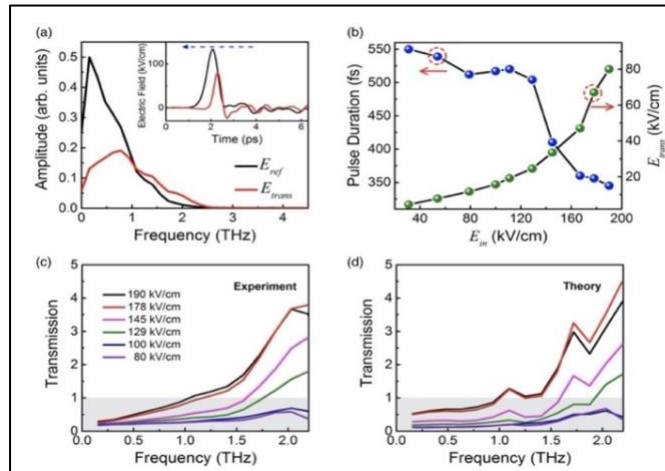 (a)
0.5
0.4
0.3
0.2
0.1
0.0
Amplitude (arb. units)
0
1
2
3
4
Frequency (THz)
Electric Field (kV/cm)
100
0
0
2
4
6
Time (ps)
E_ref
E_trans
(b)
550
500
450
400
350
Pulse Duration (fs)
80
60
40
20
0
E_trans (kV/cm)
40
80
120
160
200
E_in (kV/cm)
(c)
Experiment
190 kV/cm
178 kV/cm
145 kV/cm
129 kV/cm
100 kV/cm
80 kV/cm
5
4
3
2
1
0
Transmission
0.0
0.5
1.0
1.5
2.0
Frequency (THz)
(d)
Theory
5
4
3
2
1
0
Transmission
0.0
0.5
1.0
1.5
2.0
Frequency (THz)